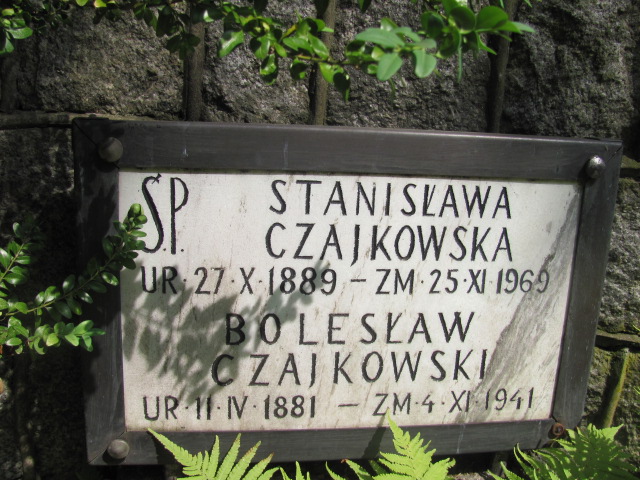 ŚP. STANISŁAWA
CZAJKOWSKA
UR·27·X·1889 – ZM·25·XI·1969
BOLESŁAW
CZAJKOWSKI
UR·11·IV·1881 – ZM·4·XI·1941